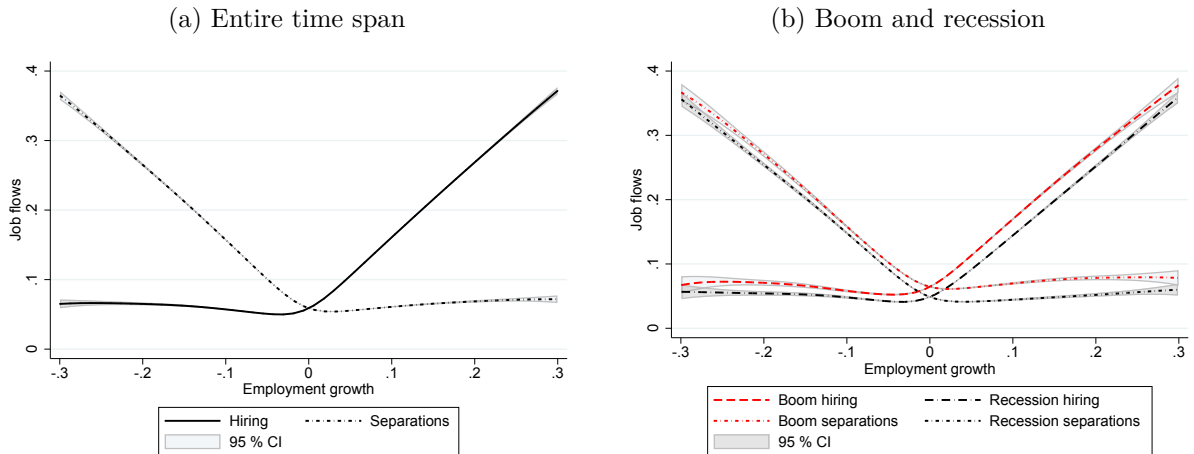 (a) Entire time span
.4
.3
.2
.1
0
Job flows
-.3 -.2 -.1 0 .1 .2 .3
Employment growth
Hiring Separations
95 % CI
(b) Boom and recession
.4
.3
.2
.1
0
Job flows
-.3 -.2 -.1 0 .1 .2 .3
Employment growth
Boom hiring Recession hiring
Boom separations Recession separations
95 % CI